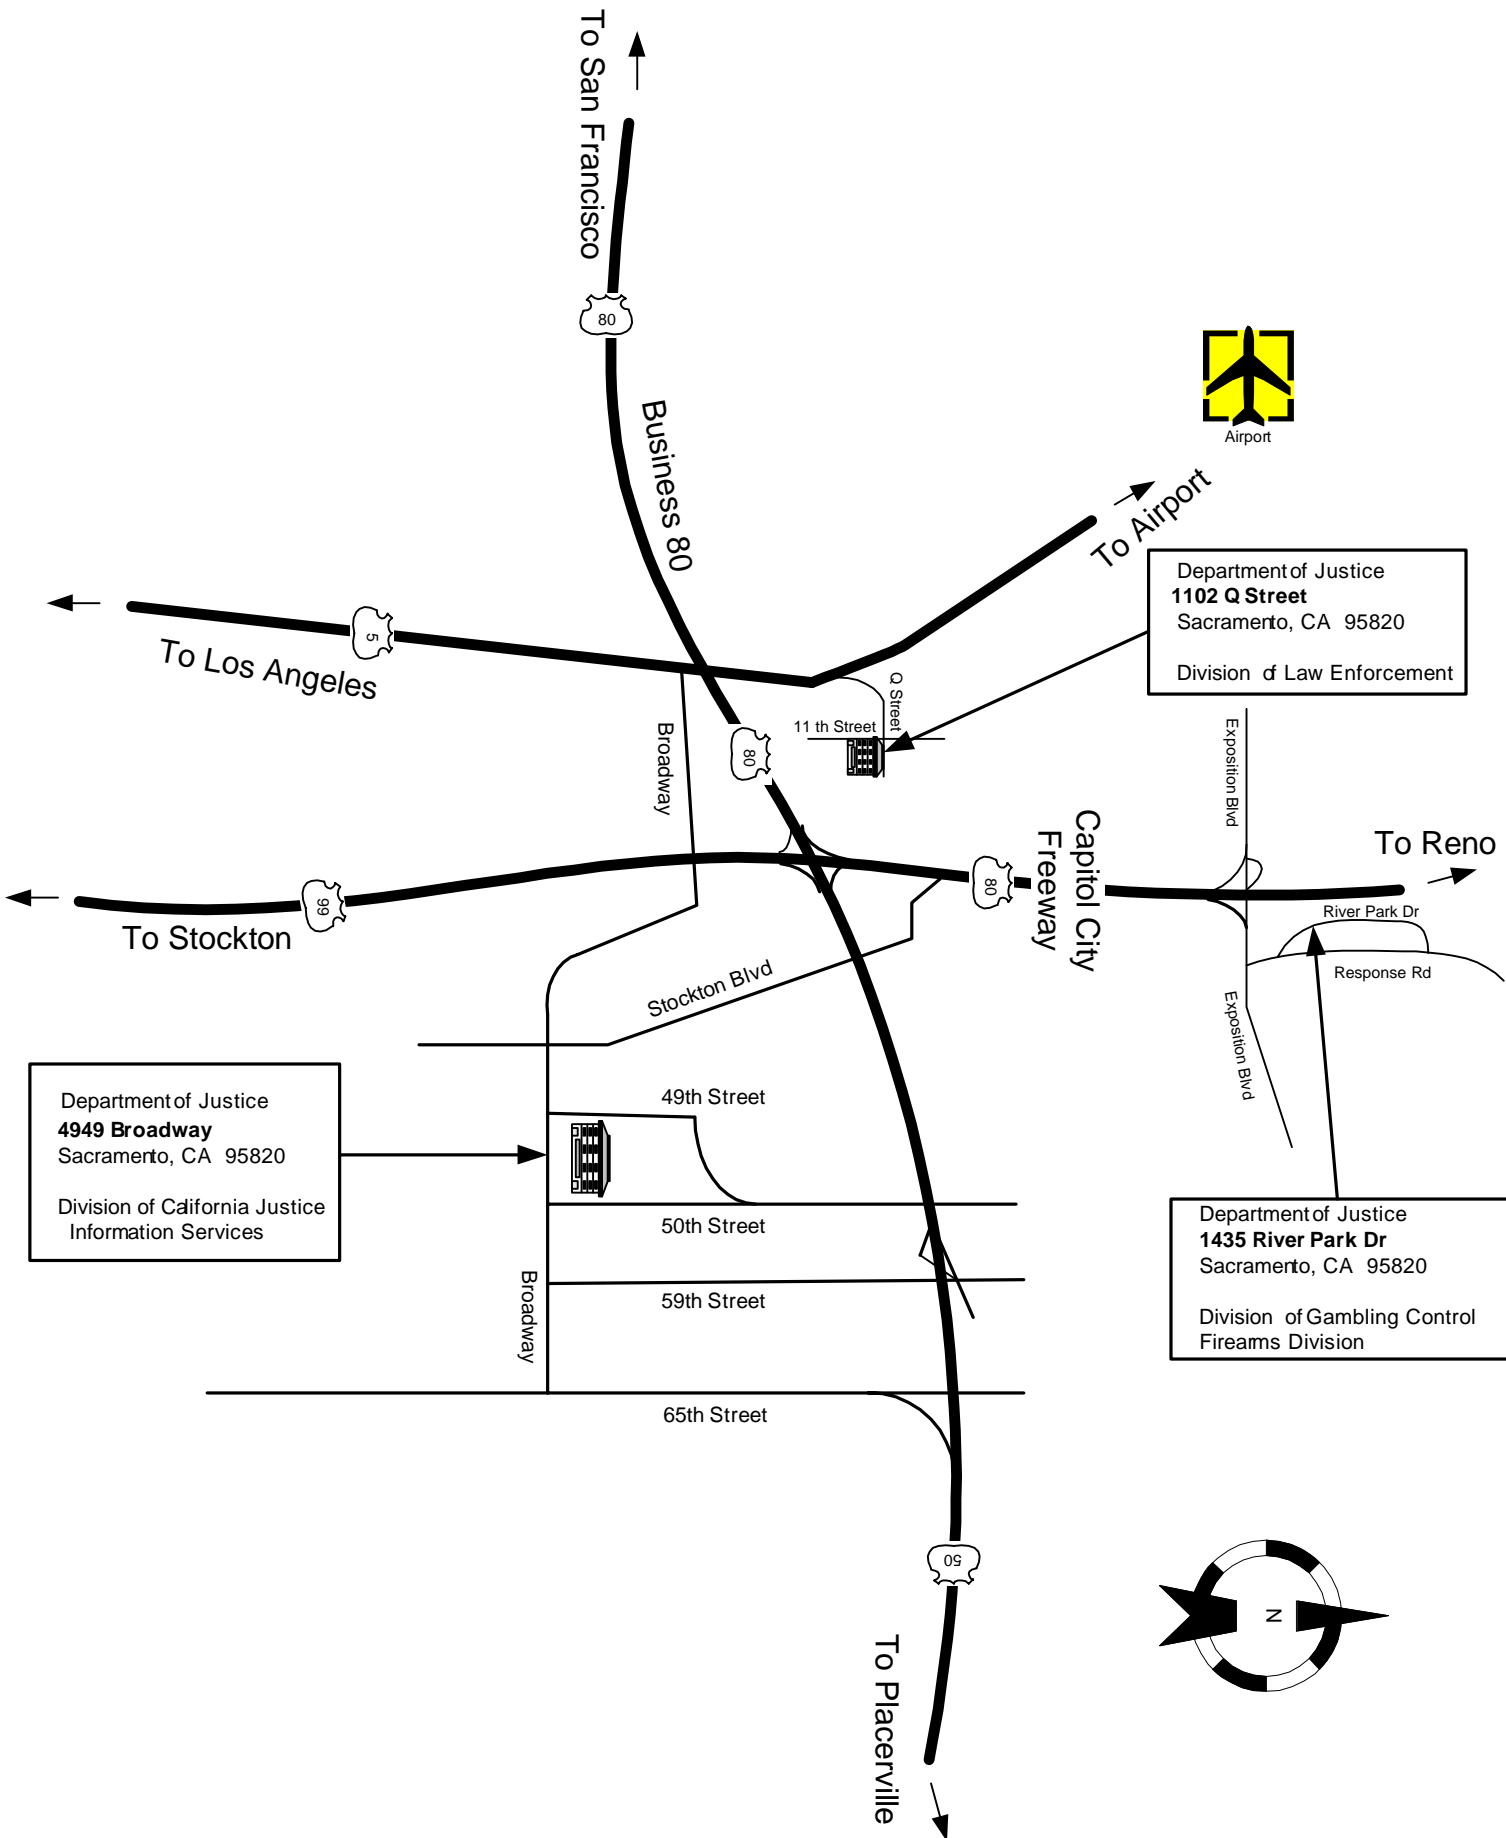 To San Francisco
80
Business 80
Airport
To Airport
Department of Justice
1102 Q Street
Sacramento, CA 95820
Division of Law Enforcement
5
To Los Angeles
Q Street
11 th Street
Broadway
80
Exposition Blvd
Capitol City
Freeway
To Reno
80
99
To Stockton
River Park Dr
Response Rd
Stockton Blvd
Exposition Blvd
Department of Justice
4949 Broadway
Sacramento, CA 95820
Division of California Justice
Information Services
49th Street
50th Street
Department of Justice
1435 River Park Dr
Sacramento, CA 95820
Division of Gambling Control
Firearms Division
Broadway
59th Street
65th Street
50
N
To Placerville